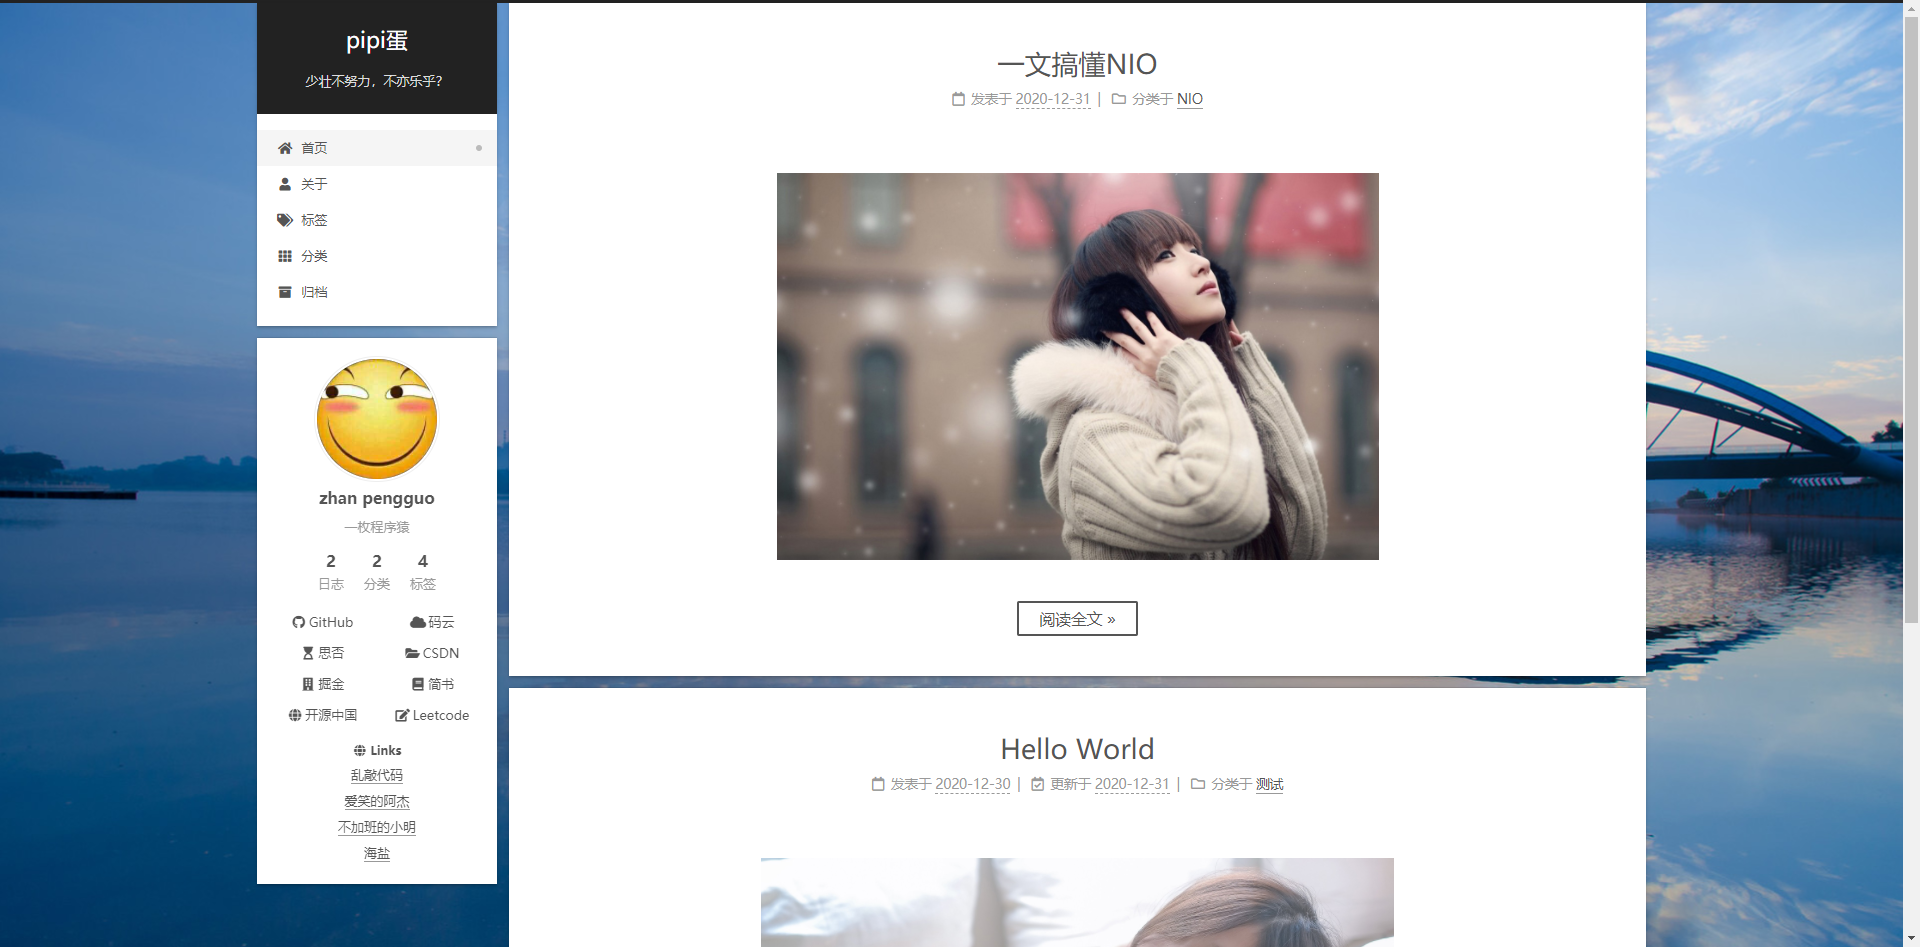 pipi蛋
少壮不努力，不亦乐乎？
首页
关于
标签
分类
归档
zhan pengguo
一枚程序猿
2 2 4
日志 分类 标签
GitHub 码云
思否 CSDN
掘金 简书
开源中国 Leetcode
Links
乱敲代码
爱笑的阿杰
不加班的小明
海盐
一文搞懂NIO
发表于 2020-12-31 | 分类于 NIO
阅读全文 »
Hello World
发表于 2020-12-30 | 更新于 2020-12-31 | 分类于 测试